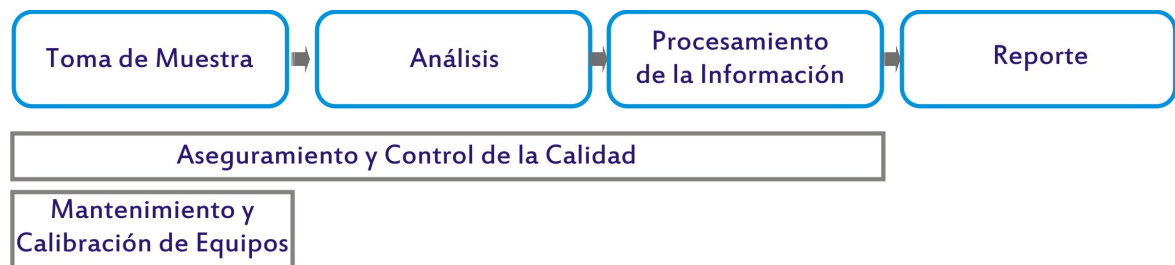 Toma de Muestra
Análisis
Procesamiento
de la Información
Reporte
Aseguramiento y Control de la Calidad
Mantenimiento y
Calibración de Equipos